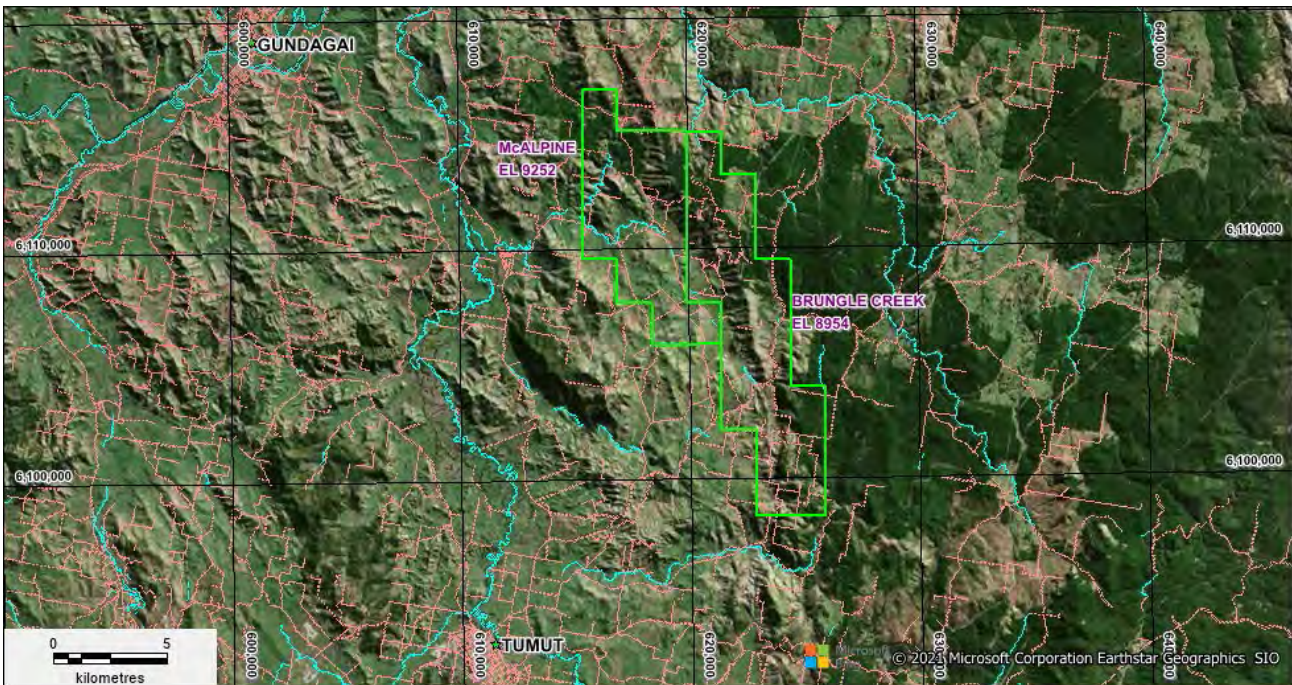 600,000
610,000
620,000
630,000
640,000
GUNDAGAI
McALPINE
EL 9252
6,110,000
6,110,000
BRUNGLE CREEK
EL 8954
6,100,000
6,100,000
600,000
610,000
620,000
630,000
640,000
TUMUT
0 5
kilometres
Microsoft
© 2021 Microsoft Corporation Earthstar Geographics SIO